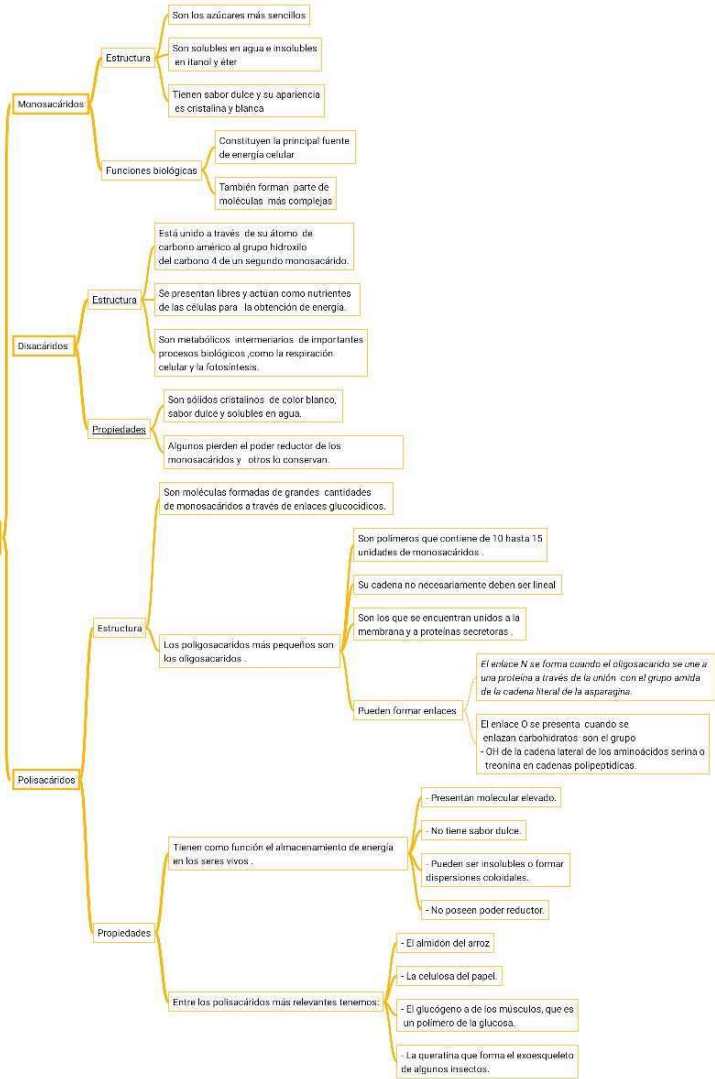 Monosacáridos
Estructura
Son los azúcares más sencillos
Son solubles en agua e insolubles
en itanol y éter
Tienen sabor dulce y su apariencia
es cristalina y blanca
Funciones biológicas
Constituyen la principal fuente
de energía celular
También forman parte de
moléculas más complejas
Disacáridos
Estructura
Está unido a través de su átomo de
carbono américo al grupo hidroxilo
del carbono 4 de un segundo monosacárido.
Se presentan libres y actúan como nutrientes
de las células para la obtención de energía.
Son metabólicos intermeriarios de importantes
procesos biológicos ,como la respiración
celular y la fotosíntesis.
Propiedades
Son sólidos cristalinos de color blanco,
sabor dulce y solubles en agua.
Algunos pierden el poder reductor de los
monosacáridos y otros lo conservan.
Polisacáridos
Estructura
Son moléculas formadas de grandes cantidades
de monosacáridos a través de enlaces glucocídicos.
Los poligosacaridos más pequeños son
los oligosacaridos .
Son polímeros que contiene de 10 hasta 15
unidades de monosacáridos .
Su cadena no necesariamente deben ser lineal
Son los que se encuentran unidos a la
membrana y a proteínas secretoras .
Pueden formar enlaces
El enlace N se forma cuando el oligosacarido se une a
una proteína a través de la unión con el grupo amida
de la cadena literal de la asparagina.
El enlace O se presenta cuando se
enlazan carbohidratos son el grupo
- OH de la cadena lateral de los aminoácidos serina o
treonina en cadenas polipeptidicas.
Propiedades
Tienen como función el almacenamiento de energía
en los seres vivos .
- Presentan molecular elevado.
- No tiene sabor dulce.
- Pueden ser insolubles o formar
dispersiones coloidales.
- No poseen poder reductor.
Entre los polisacáridos más relevantes tenemos:
- El almidón del arroz
- La celulosa del papel.
- El glucógeno a de los músculos, que es
un polímero de la glucosa.
- La queratina que forma el exoesqueleto
de algunos insectos.